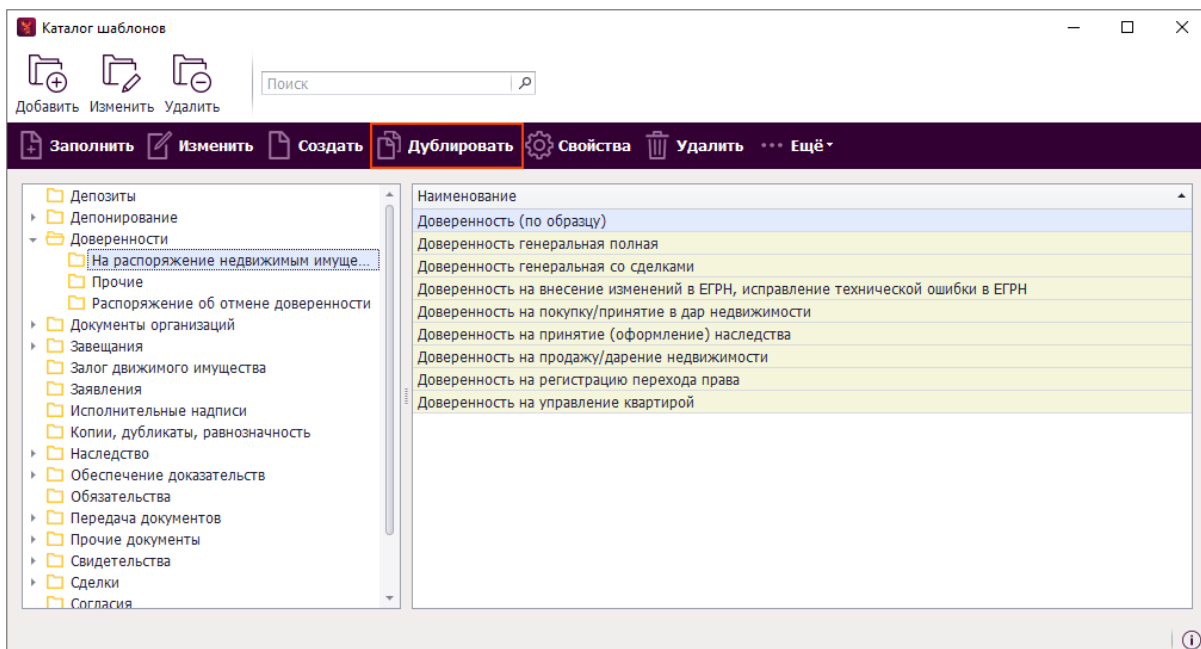 Каталог шаблонов
Добавить Изменить Удалить
Поиск
Заполнить Изменить Создать Дублировать Свойства Удалить ··· Ещё
Депозиты
Депонирование
Доверенности
На распоряжение недвижимым имуще...
Прочие
Распоряжение об отмене доверенности
Документы организаций
Завещания
Залог движимого имущества
Заявления
Исполнительные надписи
Копии, дубликаты, равнозначность
Наследство
Обеспечение доказательств
Обязательства
Передача документов
Прочие документы
Свидетельства
Сделки
Согласия
Наименование
Доверенность (по образцу)
Доверенность генеральная полная
Доверенность генеральная со сделками
Доверенность на внесение изменений в ЕГРН, исправление технической ошибки в ЕГРН
Доверенность на покупку/принятие в дар недвижимости
Доверенность на принятие (оформление) наследства
Доверенность на продажу/дарение недвижимости
Доверенность на регистрацию перехода права
Доверенность на управление квартирой